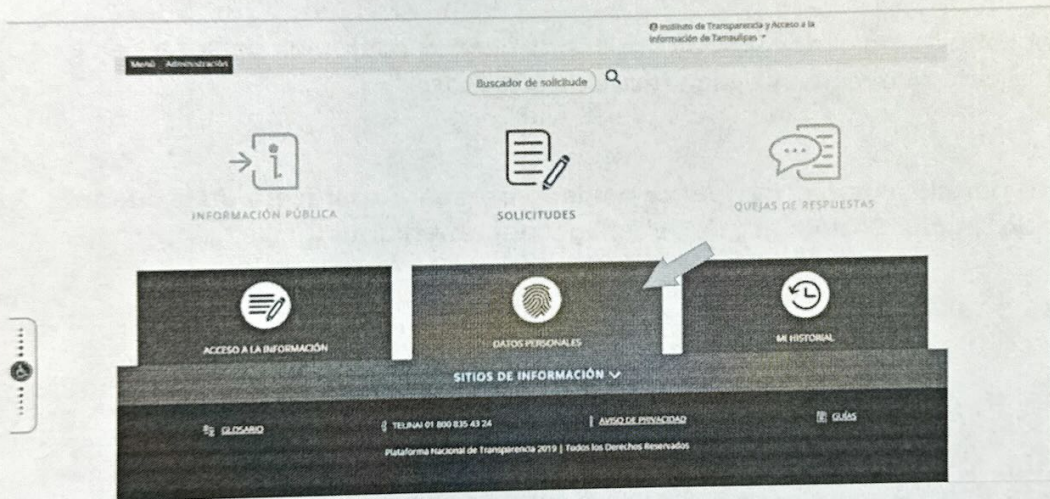 Instituto de Transparencia y Acceso a la
Información de Tamaulipas
Menú Administración
Buscador de solicitude
INFORMACIÓN PÚBLICA
SOLICITUDES
QUEJAS DE RESPUESTAS
ACCESO A LA INFORMACIÓN
DATOS PERSONALES
MI HISTORIAL
SITIOS DE INFORMACIÓN
GLOSARIO
TELINAI 01 800 835 43 24
AVISO DE PRIVACIDAD
GUÍAS
Plataforma Nacional de Transparencia 2019 | Todos los Derechos Reservados